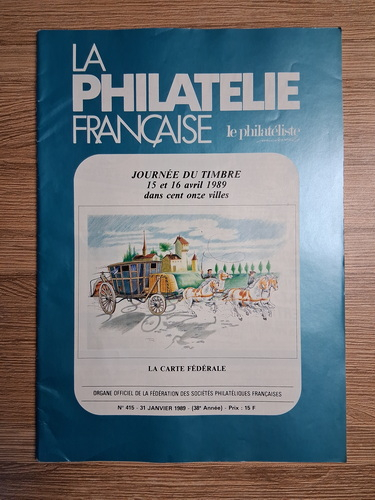 LA
PHILATELIE
FRANÇAISE le philatéliste
JOURNÉE DU TIMBRE
15 et 16 avril 1989
dans cent onze villes
LA CARTE FÉDÉRALE
ORGANE OFFICIEL DE LA FÉDÉRATION DES SOCIÉTÉS PHILATÉLIQUES FRANÇAISES
N° 415 - 31 JANVIER 1989 - (38e Année) - Prix : 15 F